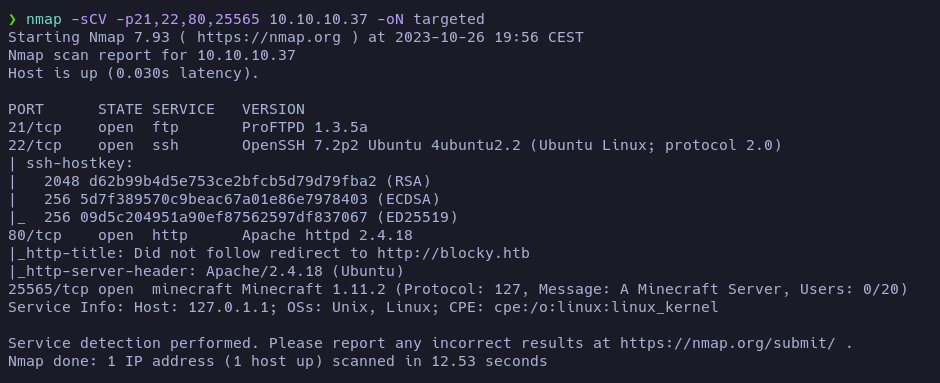 ❯ nmap -sCV -p21,22,80,25565 10.10.10.37 -oN targeted
Starting Nmap 7.93 ( https://nmap.org ) at 2023-10-26 19:56 CEST
Nmap scan report for 10.10.10.37
Host is up (0.030s latency).

PORT      STATE SERVICE   VERSION
21/tcp    open  ftp       ProFTPD 1.3.5a
22/tcp    open  ssh       OpenSSH 7.2p2 Ubuntu 4ubuntu2.2 (Ubuntu Linux; protocol 2.0)
| ssh-hostkey:
|   2048 d62b99b4d5e753ce2bfcb5d79d79fba2 (RSA)
|   256 5d7f389570c9beac67a01e86e7978403 (ECDSA)
|_  256 09d5c204951a90ef87562597df837067 (ED25519)
80/tcp    open  http      Apache httpd 2.4.18
|_http-title: Did not follow redirect to http://blocky.htb
|_http-server-header: Apache/2.4.18 (Ubuntu)
25565/tcp open  minecraft Minecraft 1.11.2 (Protocol: 127, Message: A Minecraft Server, Users: 0/20)
Service Info: Host: 127.0.1.1; OSs: Unix, Linux; CPE: cpe:/o:linux:linux_kernel

Service detection performed. Please report any incorrect results at https://nmap.org/submit/ .
Nmap done: 1 IP address (1 host up) scanned in 12.53 seconds